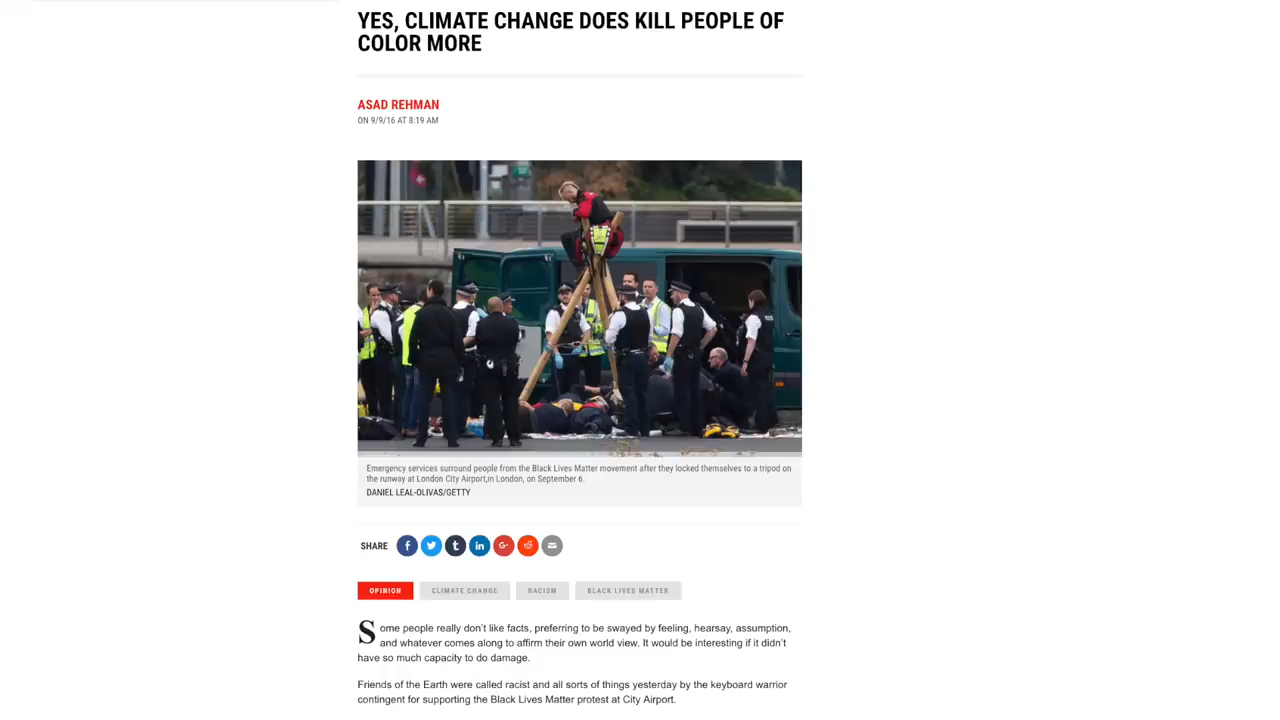 YES, CLIMATE CHANGE DOES KILL PEOPLE OF
COLOR MORE
ASAD REHMAN
ON 9/9/16 AT 8:19 AM
Emergency services surround people from the Black Lives Matter movement after they locked themselves to a tripod on
the runway at London City Airport,in London, on September 6.
DANIEL LEAL-OLIVAS/GETTY
SHARE
OPINION CLIMATE CHANGE RACISM BLACK LIVES MATTER
Some people really don't like facts, preferring to be swayed by feeling, hearsay, assumption,
and whatever comes along to affirm their own world view. It would be interesting if it didn't
have so much capacity to do damage.
Friends of the Earth were called racist and all sorts of things yesterday by the keyboard warrior
contingent for supporting the Black Lives Matter protest at City Airport.